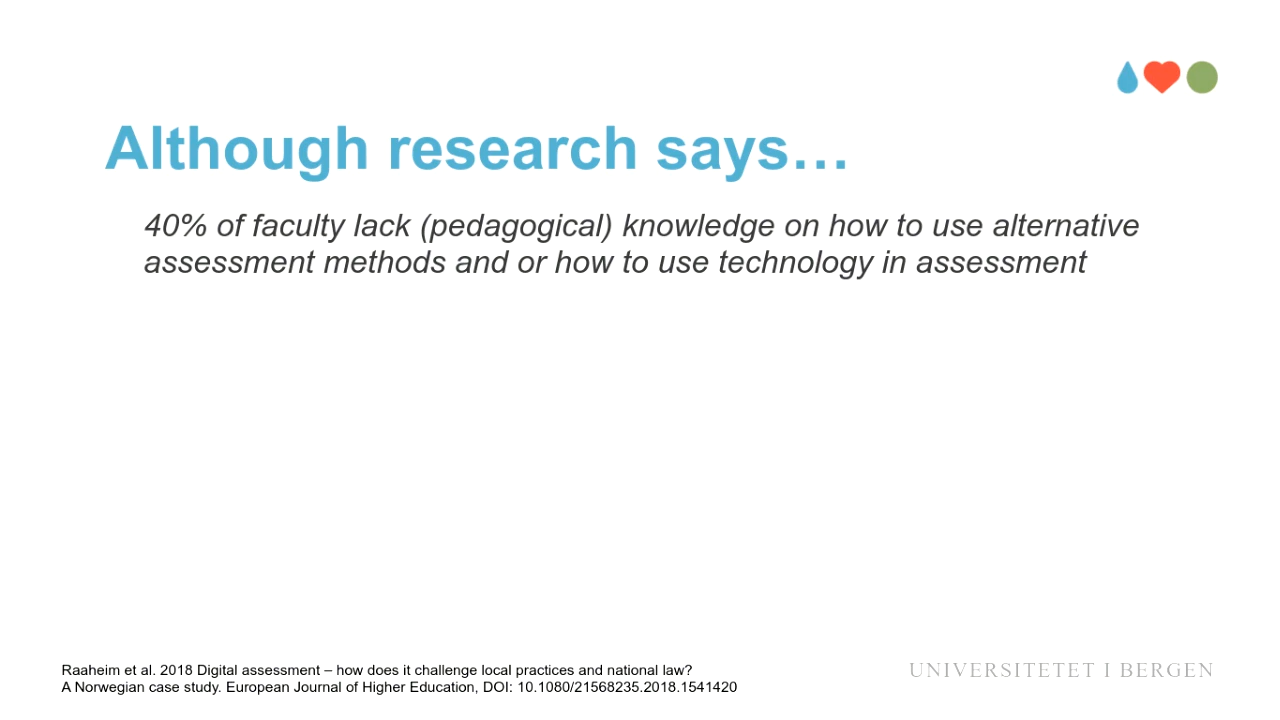 Although research says…
40% of faculty lack (pedagogical) knowledge on how to use alternative
assessment methods and or how to use technology in assessment
Raaheim et al. 2018 Digital assessment – how does it challenge local practices and national law?
A Norwegian case study. European Journal of Higher Education, DOI: 10.1080/21568235.2018.1541420
UNIVERSITETET I BERGEN